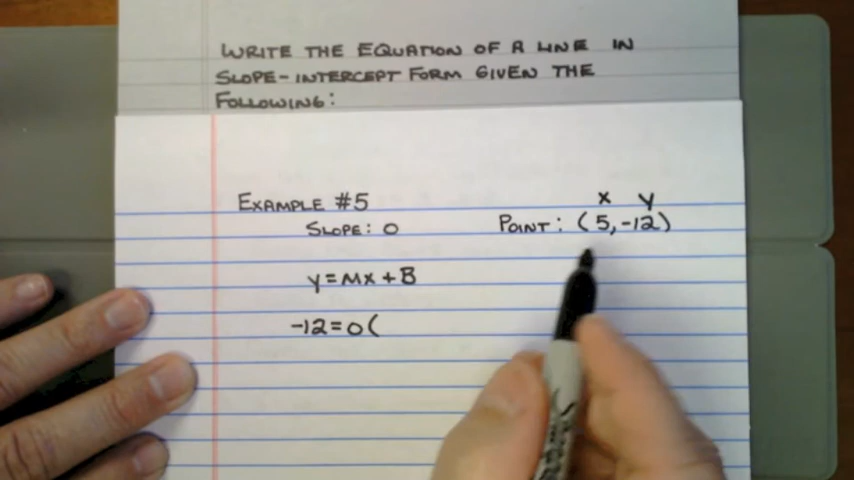 WRITE THE EQUATION OF A LINE IN
SLOPE-INTERCEPT FORM GIVEN THE
FOLLOWING:
EXAMPLE #5
x y
SLOPE: 0 POINT: (5,-12)
y=Mx+B
-12=0(